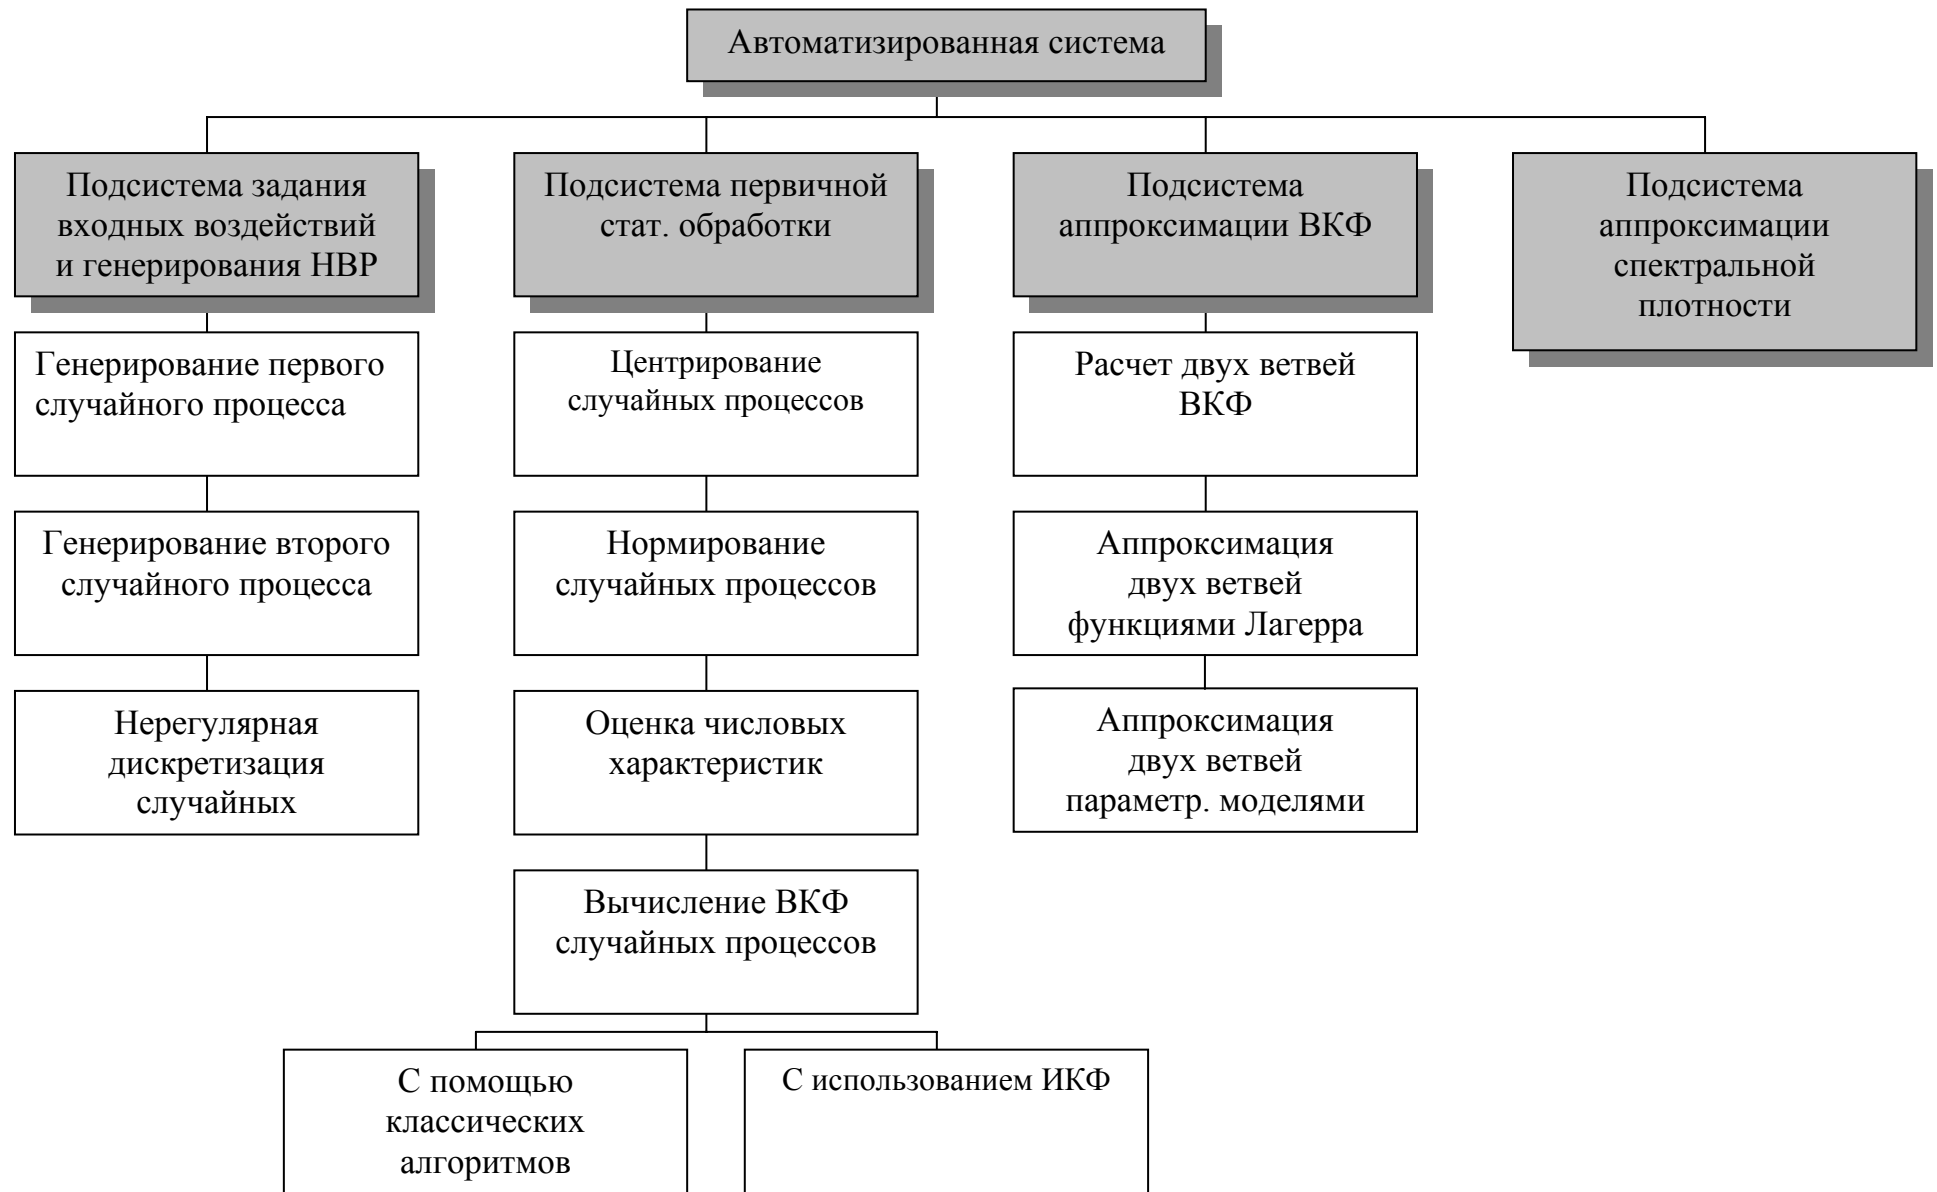 Автоматизированная система
Подсистема задания
входных воздействий
и генерирования НВР
Подсистема первичной
стат. обработки
Подсистема
аппроксимации ВКФ
Подсистема
аппроксимации
спектральной
плотности
Генерирование первого
случайного процесса
Центрирование
случайных процессов
Расчет двух ветвей
ВКФ
Генерирование второго
случайного процесса
Нормирование
случайных процессов
Аппроксимация
двух ветвей
функциями Лагерра
Нерегулярная
дискретизация
случайных
Оценка числовых
характеристик
Аппроксимация
двух ветвей
параметр. моделями
Вычисление ВКФ
случайных процессов
С помощью
классических
алгоритмов
С использованием ИКФ